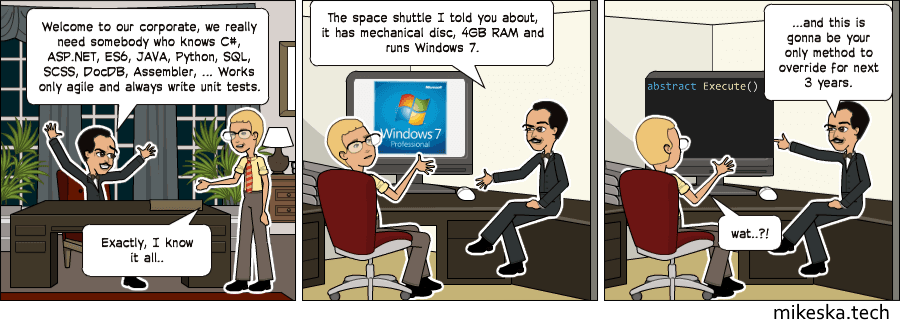 Welcome to our corporate, we really
need somebody who knows C#,
ASP.NET, ES6, JAVA, Python, SQL,
SCSS, DocDB, Assembler, ... Works
only agile and always write unit tests.
Exactly, I know
it all..
The space shuttle I told you about,
it has mechanical disc, 4GB RAM and
runs Windows 7.
Microsoft
Windows 7
Professional
...and this is
gonna be your
only method to
override for next
3 years.
abstract Execute()
wat..?!
mikeska.tech